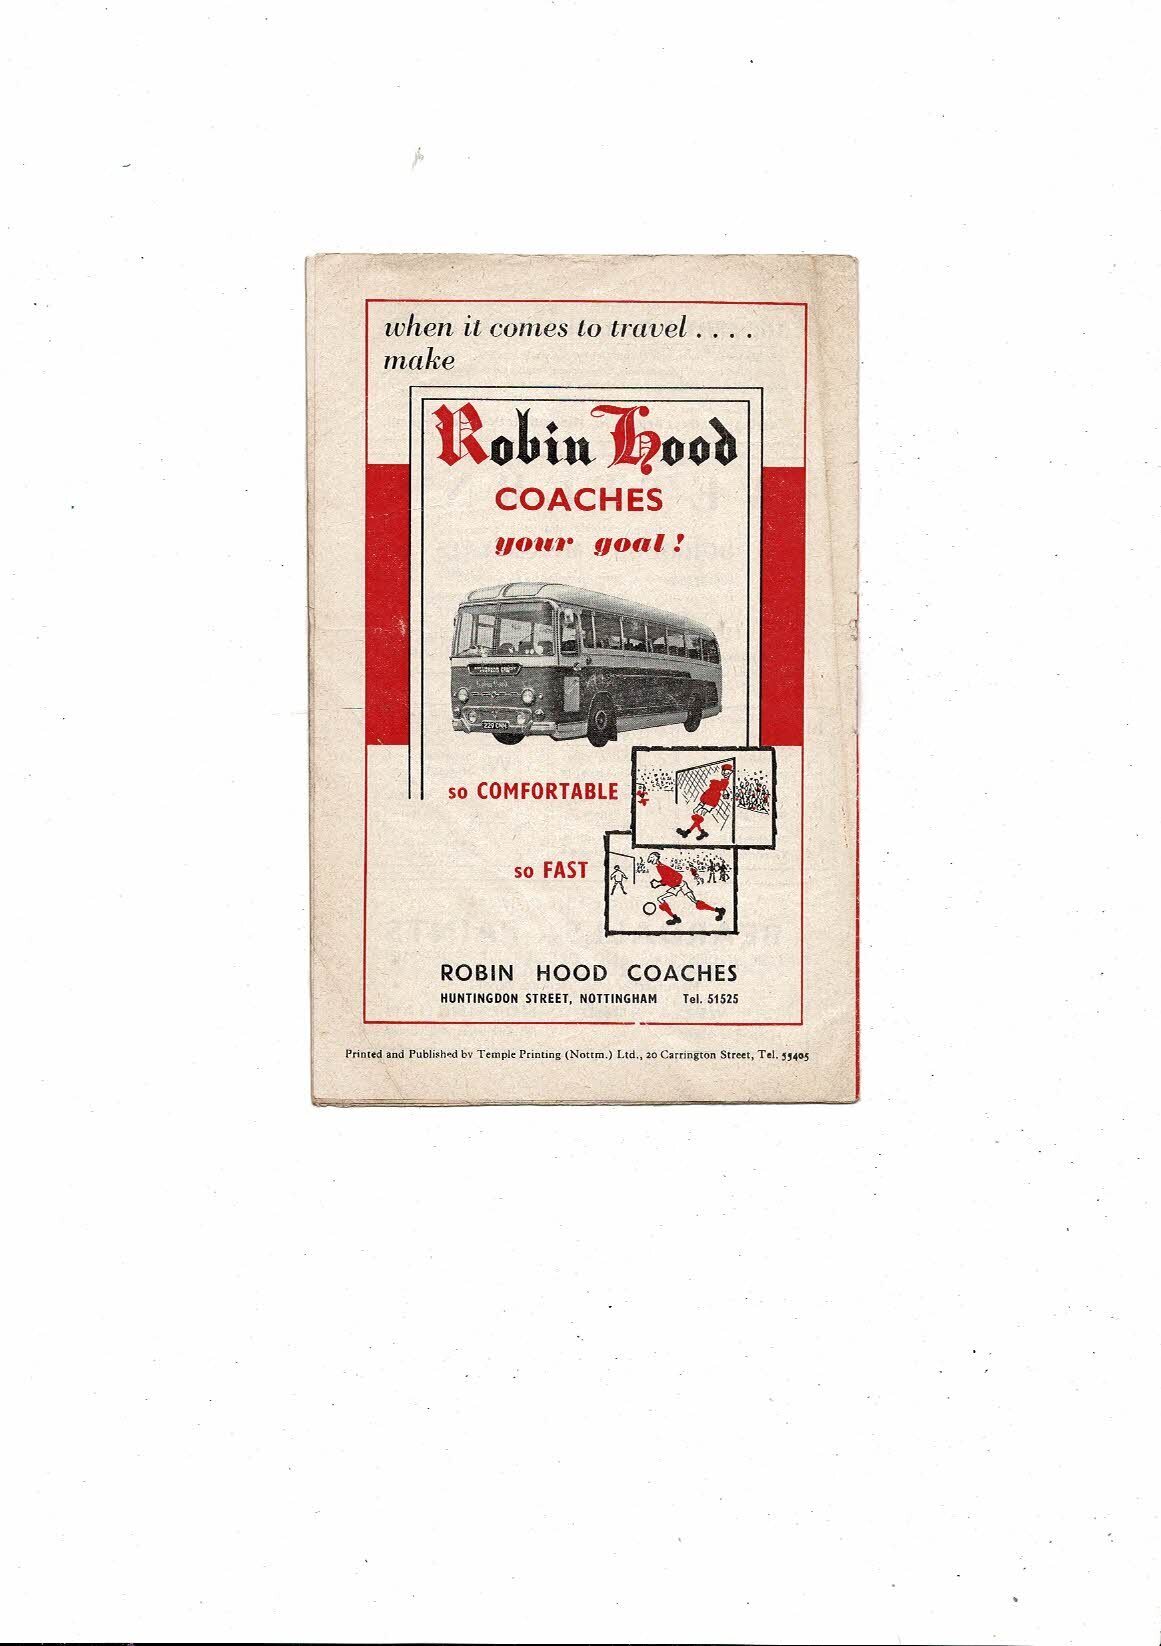 when it comes to travel . . . .
make
Robin Hood
COACHES
your goal !
so COMFORTABLE
so FAST
ROBIN HOOD COACHES
HUNTINGDON STREET, NOTTINGHAM Tel. 51525
Printed and Published by Temple Printing (Nottm.) Ltd., 20 Carrington Street, Tel. 55405